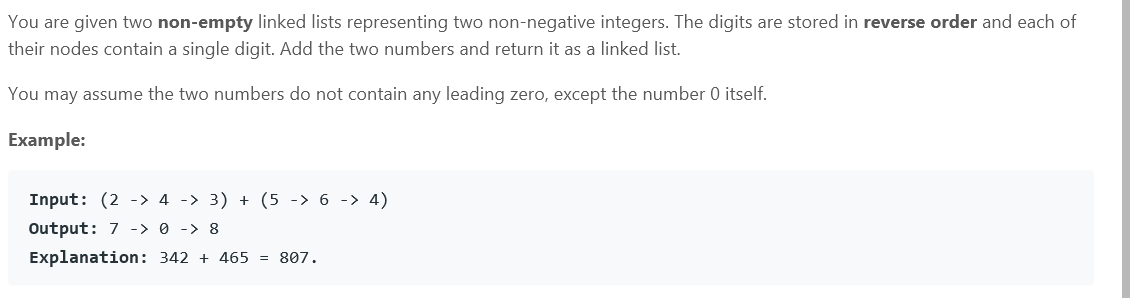 You are given two non-empty linked lists representing two non-negative integers. The digits are stored in reverse order and each of
their nodes contain a single digit. Add the two numbers and return it as a linked list.
You may assume the two numbers do not contain any leading zero, except the number 0 itself.
Example:
Input: (2 -> 4 -> 3) + (5 -> 6 -> 4)
Output: 7 -> 0 -> 8
Explanation: 342 + 465 = 807.